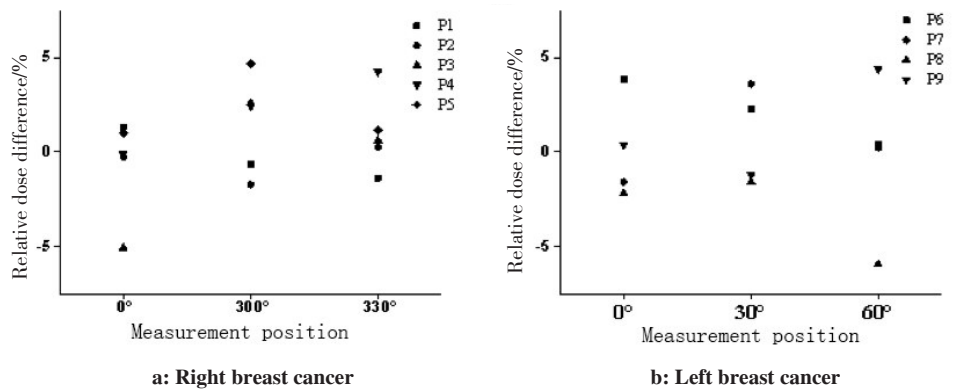 Relative dose difference/%
5
0
-5
P1
P2
P3
P4
P5
0° 300° 330°
Measurement position
a: Right breast cancer
Relative dose difference/%
5
0
-5
P6
P7
P8
P9
0° 30° 60°
Measurement position
b: Left breast cancer